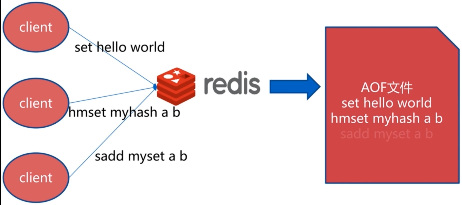 client
set hello world
redis
client
hmset myhash a b
client
sadd myset a b
AOF文件
set hello world
hmset myhash a b
sadd myset a b